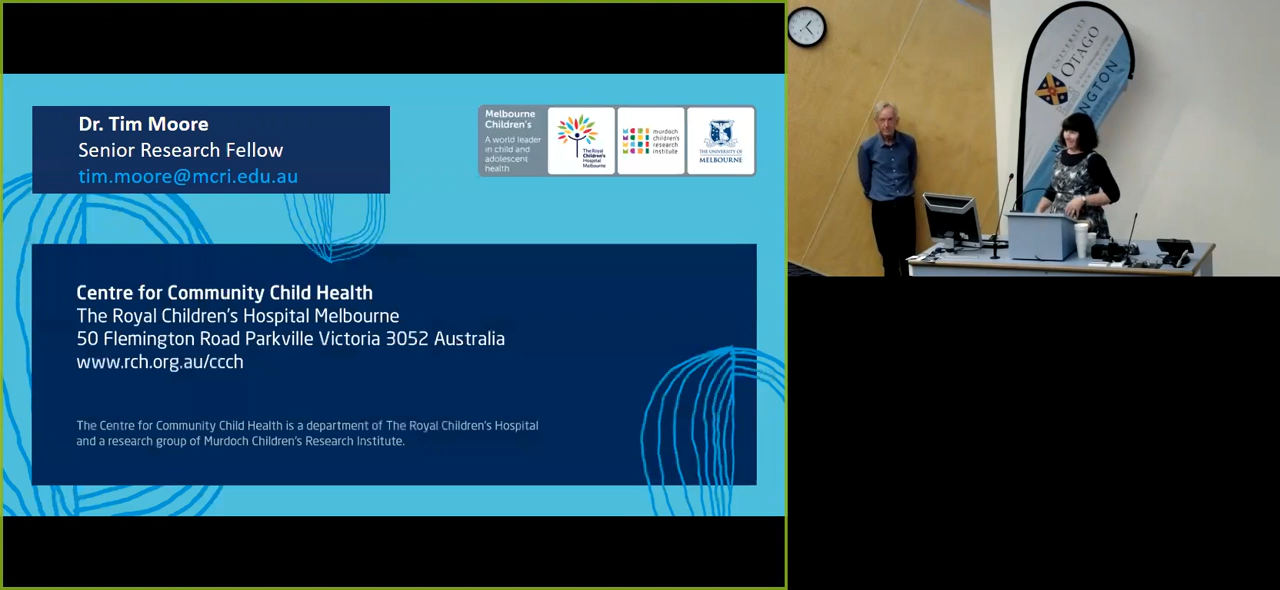 Dr. Tim Moore
Senior Research Fellow
tim.moore@mcri.edu.au
Melbourne
Children's
A world leader
in child and
adolescent
health
The Royal
Children's
Hospital
Melbourne
murdoch
children's
research
institute
THE UNIVERSITY OF
MELBOURNE
Centre for Community Child Health
The Royal Children's Hospital Melbourne
50 Flemington Road Parkville Victoria 3052 Australia
www.rch.org.au/ccch
The Centre for Community Child Health is a department of The Royal Children's Hospital
and a research group of Murdoch Children's Research Institute.
UNIVERSITY
OTAGO